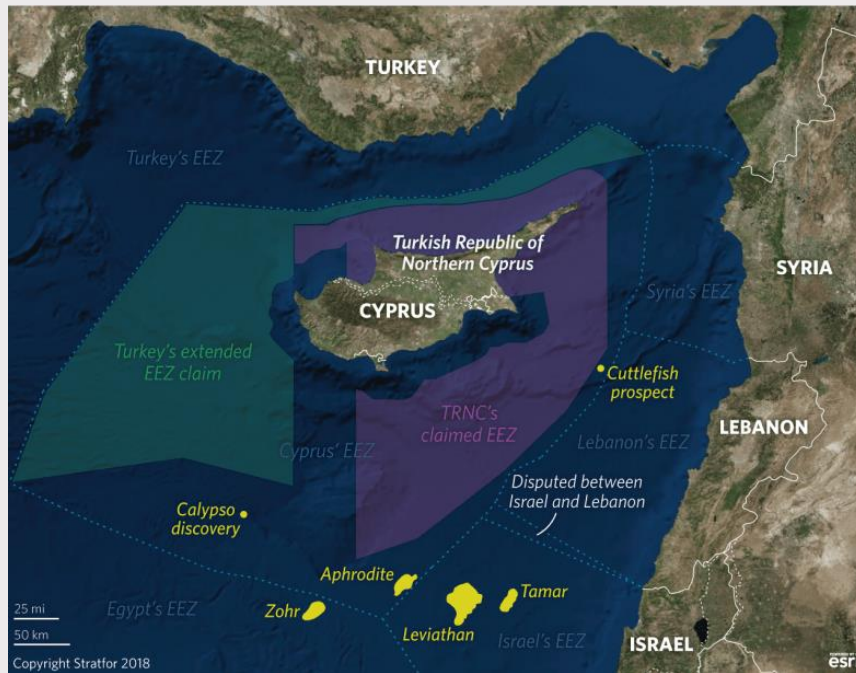 TURKEY
Turkey's EEZ
Turkish Republic of
Northern Cyprus
SYRIA
CYPRUS
Syria's EEZ
Turkey's extended
EEZ claim
Cuttlefish
prospect
TRNC's
claimed EEZ
LEBANON
Cyprus' EEZ
Lebanon's EEZ
Disputed between
Israel and Lebanon
Calypso
discovery
Aphrodite
Tamar
25 mi
Egypt's EEZ
Zohr
50 km
Leviathan
Israel's EEZ
ISRAEL
Copyright Stratfor 2018
esri